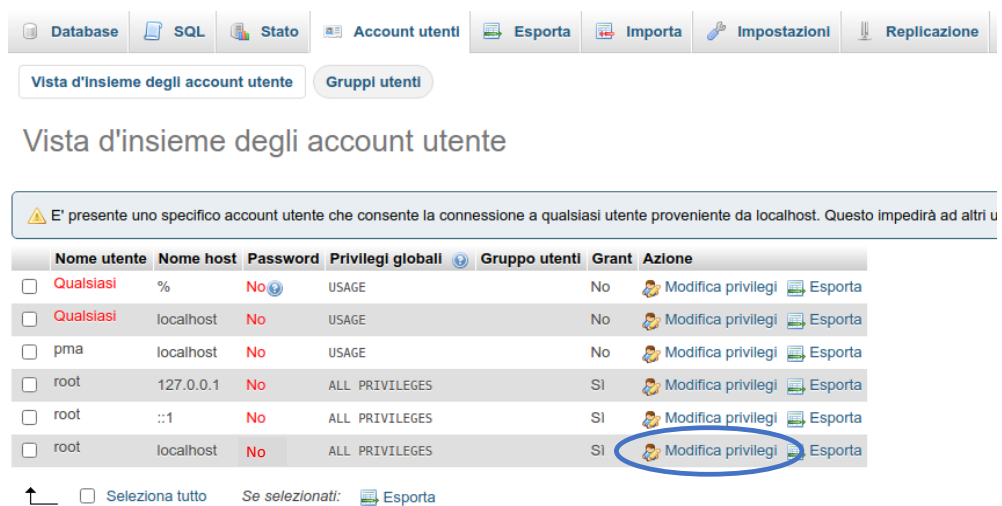 Database SQL Stato Account utenti Esporta Importa Impostazioni Replicazione
Vista d'insieme degli account utente Gruppi utenti
Vista d'insieme degli account utente
E' presente uno specifico account utente che consente la connessione a qualsiasi utente proveniente da localhost. Questo impedirà ad altri u
Nome utente Nome host Password Privilegi globali Gruppo utenti Grant Azione
Qualsiasi % No USAGE No Modifica privilegi Esporta
Qualsiasi localhost No USAGE No Modifica privilegi Esporta
pma localhost No USAGE No Modifica privilegi Esporta
root 127.0.0.1 No ALL PRIVILEGES Sì Modifica privilegi Esporta
root ::1 No ALL PRIVILEGES Sì Modifica privilegi Esporta
root localhost No ALL PRIVILEGES Sì Modifica privilegi Esporta
Seleziona tutto Se selezionati: Esporta